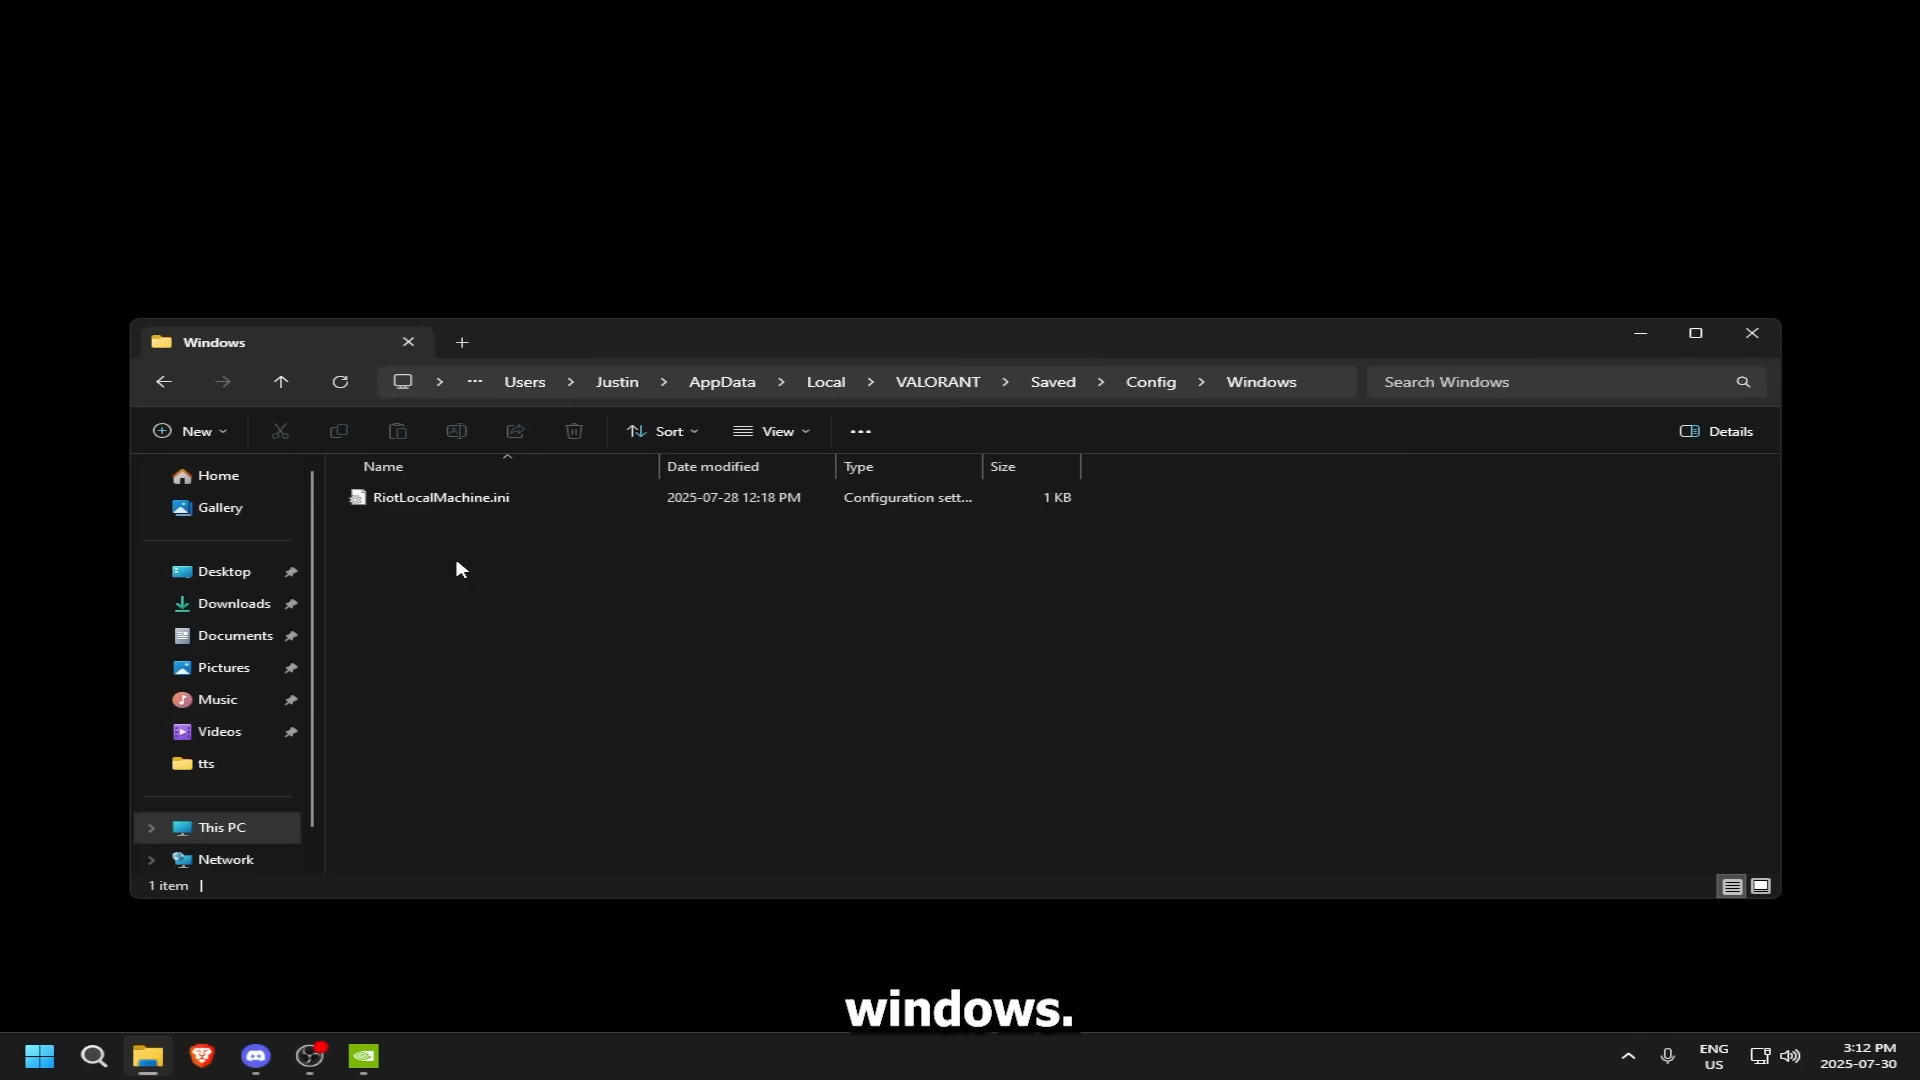 Windows
Users > Justin > AppData > Local > VALORANT > Saved > Config > Windows
Search Windows
New
Sort
View
Details
Name
Date modified
Type
Size
RiotLocalMachine.ini
2025-07-28 12:18 PM
Configuration sett...
1 KB
Home
Gallery
Desktop
Downloads
Documents
Pictures
Music
Videos
tts
This PC
Network
1 item
windows.
ENG
US
3:12 PM
2025-07-30